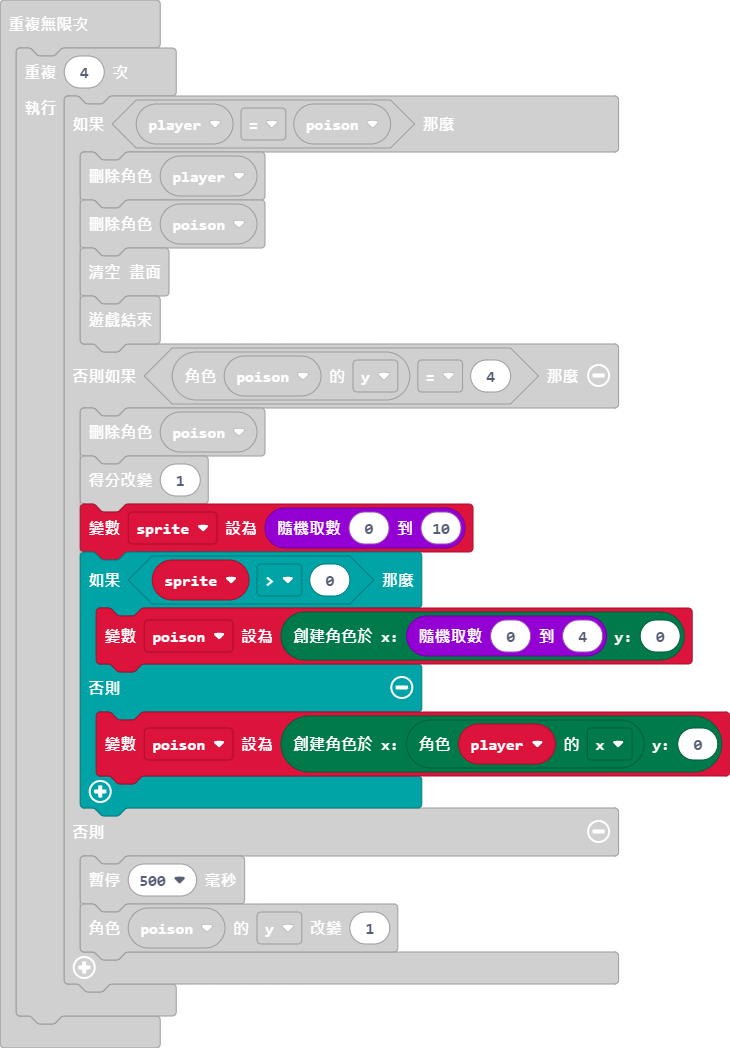 重複無限次
重複 4 次
執行
如果 player = poison 那麼
刪除角色 player
刪除角色 poison
清空 畫面
遊戲結束
否則如果 角色 poison 的 y = 4 那麼
刪除角色 poison
得分改變 1
變數 sprite 設為 隨機取數 0 到 10
如果 sprite > 0 那麼
變數 poison 設為 創建角色於 x: 隨機取數 0 到 4 y: 0
否則
變數 poison 設為 創建角色於 x: 角色 player 的 x y: 0
否則
暫停 500 毫秒
角色 poison 的 y 改變 1